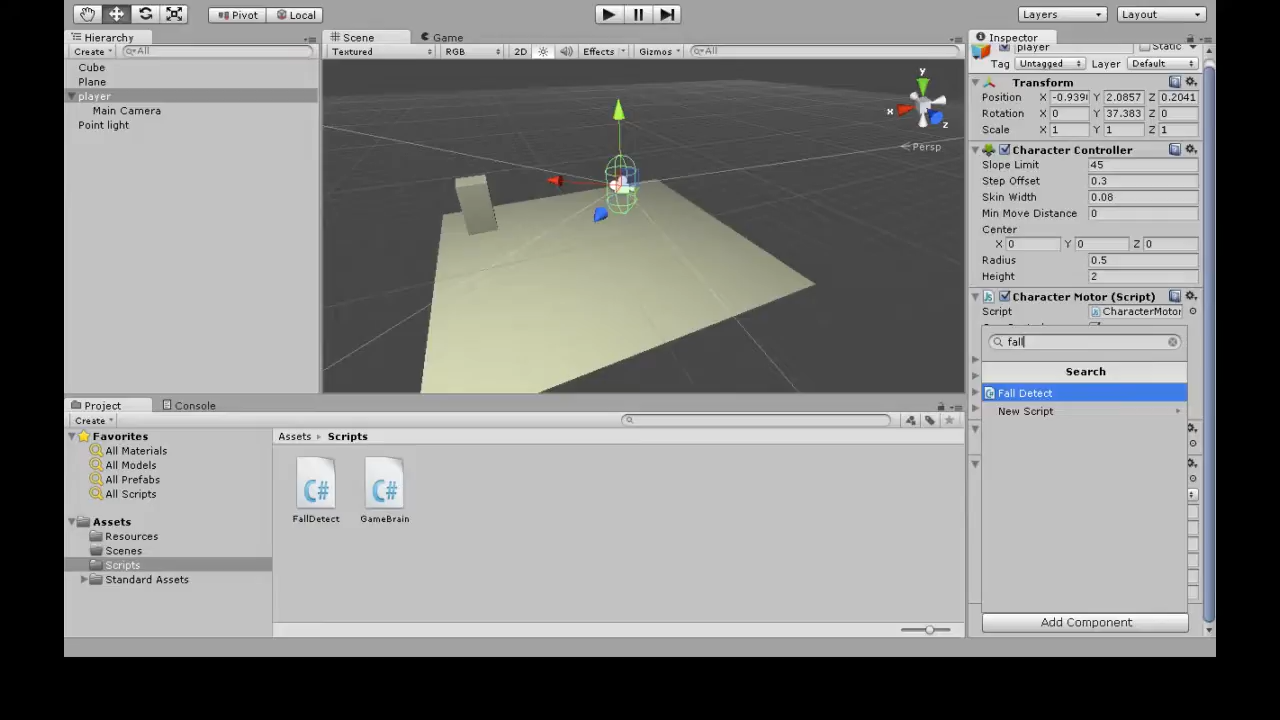 Pivot
Local
Layers
Layout
Hierarchy
Create
All
Cube
Plane
player
Main Camera
Point light
Scene
Game
Textured
RGB
2D
Effects
Gizmos
All
y
x
z
Persp
Inspector
player
Static
Tag
Untagged
Layer
Default
Transform
Position X -0.939 Y 2.0857 Z 0.2041
Rotation X 0 Y 37.383 Z 0
Scale X 1 Y 1 Z 1
Character Controller
Slope Limit 45
Step Offset 0.3
Skin Width 0.08
Min Move Distance 0
Center
X 0 Y 0 Z 0
Radius 0.5
Height 2
Character Motor (Script)
Script CharacterMotor
fall
Search
Fall Detect
New Script
Add Component
Project
Console
Create
Favorites
All Materials
All Models
All Prefabs
All Scripts
Assets
Resources
Scenes
Scripts
Standard Assets
Assets
Scripts
C#
C#
FallDetect
GameBrain